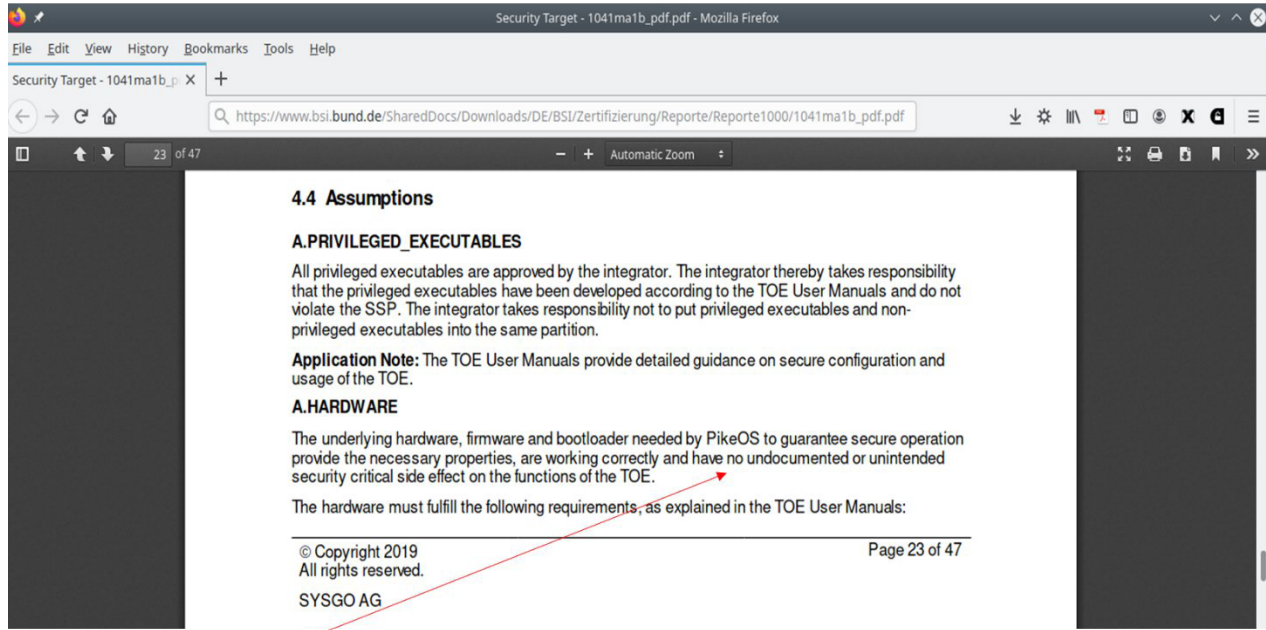 Security Target - 1041ma1b_pdf.pdf - Mozilla Firefox
File Edit View History Bookmarks Tools Help
Security Target - 1041ma1b_p
https://www.bsi.bund.de/SharedDocs/Downloads/DE/BSI/Zertifizierung/Reporte/Reporte1000/1041ma1b_pdf.pdf
23 of 47
Automatic Zoom
4.4 Assumptions
A.PRIVILEGED_EXECUTABLES
All privileged executables are approved by the integrator. The integrator thereby takes responsibility
that the privileged executables have been developed according to the TOE User Manuals and do not
violate the SSP. The integrator takes responsibility not to put privileged executables and non-
privileged executables into the same partition.
Application Note: The TOE User Manuals provide detailed guidance on secure configuration and
usage of the TOE.
A.HARDWARE
The underlying hardware, firmware and bootloader needed by PikeOS to guarantee secure operation
provide the necessary properties, are working correctly and have no undocumented or unintended
security critical side effect on the functions of the TOE.
The hardware must fulfill the following requirements, as explained in the TOE User Manuals:
© Copyright 2019 Page 23 of 47
All rights reserved.
SYSGO AG